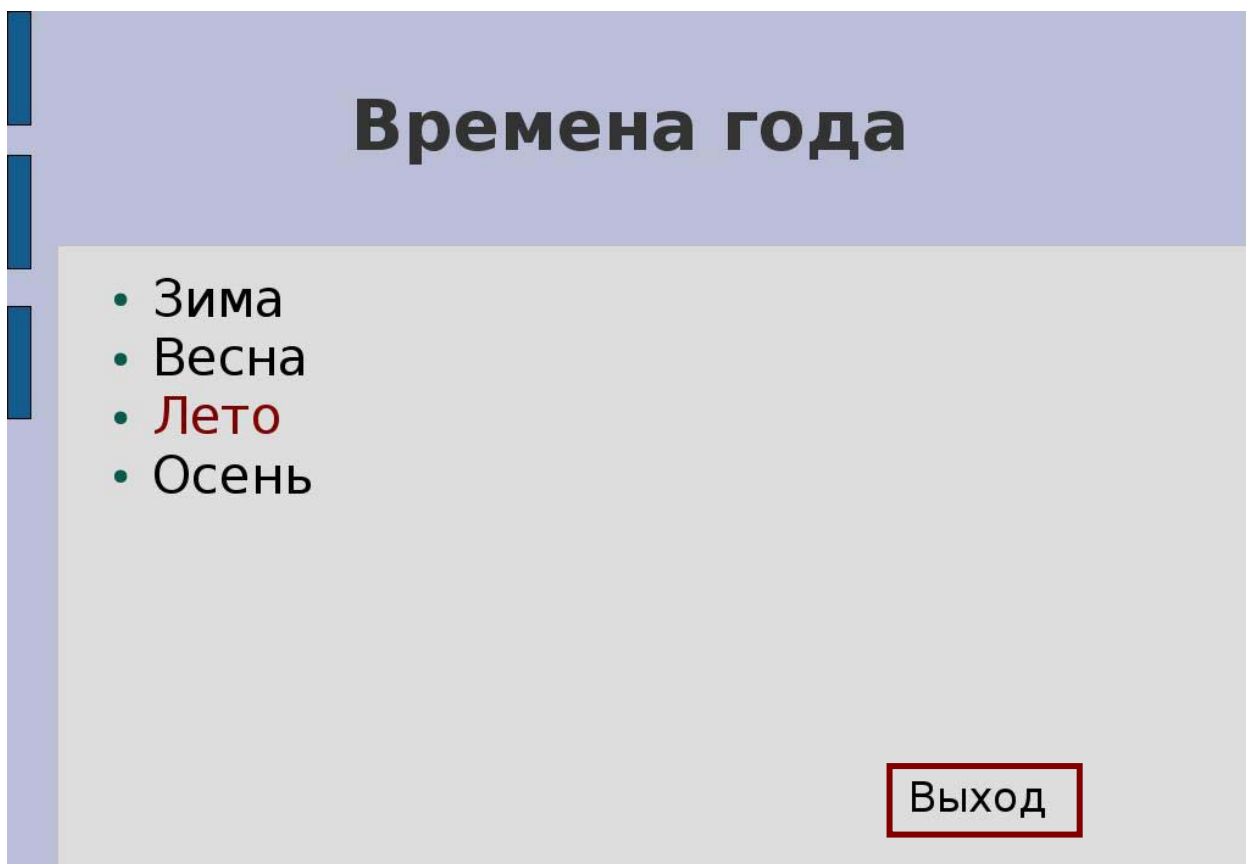 Времена года
Зима
Весна
Лето
Осень
Выход